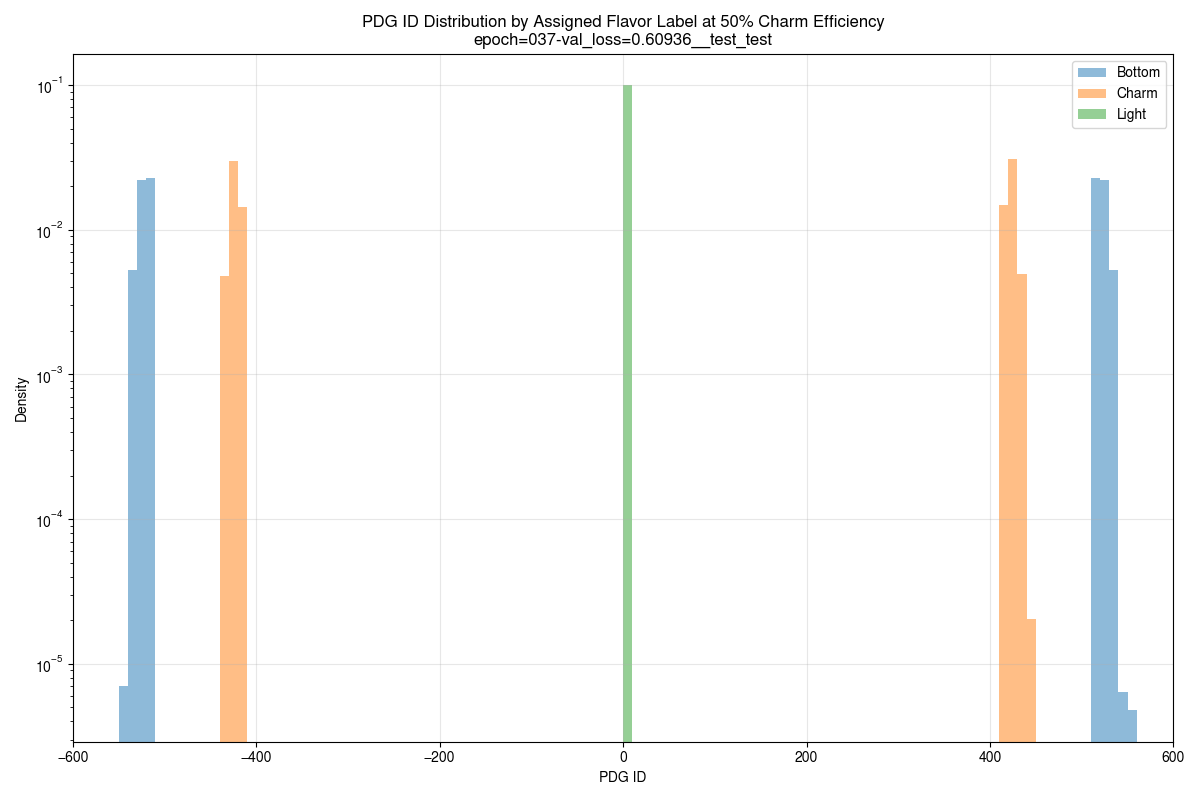 PDG ID Distribution by Assigned Flavor Label at 50% Charm Efficiency
epoch=037-val_loss=0.60936__test_test
Bottom
Charm
Light
Density
10⁻¹
10⁻²
10⁻³
10⁻⁴
10⁻⁵
−600
−400
−200
0
200
400
600
PDG ID